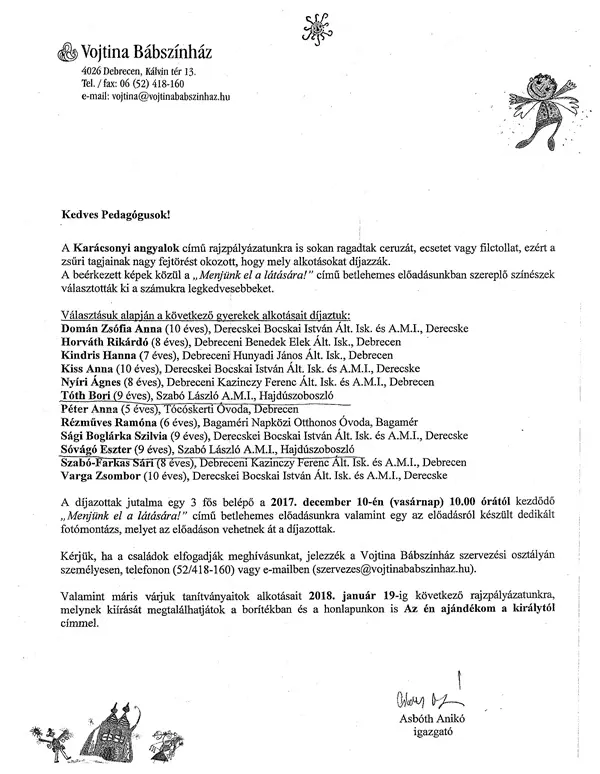 Vojtina Bábszínház
4026 Debrecen, Kálvin tér 13.
Tel. / fax: 06 (52) 418-160
e-mail: vojtina@vojtinababszinhaz.hu
Kedves Pedagógusok!
A Karácsonyi angyalok című rajzpályázatunkra is sokan ragadtak ceruzát, ecsetet vagy filctollat, ezért a
zsűri tagjainak nagy fejtörést okozott, hogy mely alkotásokat díjazzák.
A beérkezett képek közül a „Menjünk el a látására!” című betlehemes előadásunkban szereplő színészek
választották ki a számukra legkedvesebbeket.
Választásuk alapján a következő gyerekek alkotásait díjaztuk:
Domán Zsófia Anna (10 éves), Derecskei Bocskai István Ált. Isk. és A.M.I., Derecske
Horváth Rikárdó (8 éves), Debreceni Benedek Elek Ált. Isk., Debrecen
Kindris Hanna (7 éves), Debreceni Hunyadi János Ált. Isk., Debrecen
Kiss Anna (10 éves), Derecskei Bocskai István Ált. Isk. és A.M.I., Derecske
Nyíri Ágnes (8 éves), Debreceni Kazinczy Ferenc Ált. Isk. és A.M.I., Debrecen
Tóth Bori (9 éves), Szabó László A.M.I., Hajdúszoboszló
Péter Anna (5 éves), Tócóskerti Óvoda, Debrecen
Rézműves Ramóna (6 éves), Bagaméri Napközi Otthonos Óvoda, Bagamér
Sági Boglárka Szilvia (9 éves), Derecskei Bocskai István Ált. Isk. és A.M.I., Derecske
Sóvágó Eszter (9 éves), Szabó László A.M.I., Hajdúszoboszló
Szabó-Farkas Sári (8 éves), Debreceni Kazinczy Ferenc Ált. Isk. és A.M.I., Debrecen
Varga Zsombor (10 éves), Derecskei Bocskai István Ált. Isk. és A.M.I., Derecske
A díjazottak jutalma egy 3 fős belépő a 2017. december 10-én (vasárnap) 10.00 órától kezdődő
„Menjünk el a látására!” című betlehemes előadásunkra valamint egy az előadásról készült dedikált
fotómontázs, melyet az előadáson vehetnek át a díjazottak.
Kérjük, ha a családok elfogadják meghívásunkat, jelezzék a Vojtina Bábszínház szervezési osztályán
személyesen, telefonon (52/418-160) vagy e-mailben (szervezes@vojtinababszinhaz.hu).
Valamint máris várjuk tanítványaitok alkotásait 2018. január 19-ig következő rajzpályázatunkra,
melynek kiírását megtalálhatjátok a borítékban és a honlapunkon is Az én ajándékom a királytól
címmel.
Asbóth Anikó
igazgató